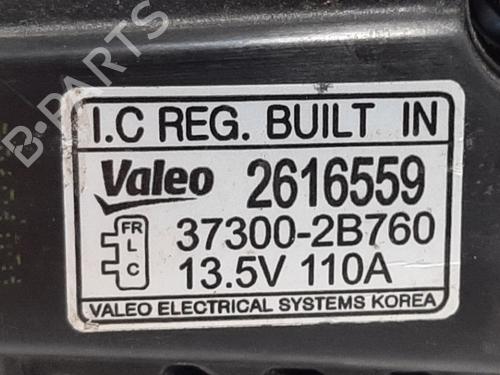 B-PARTS
I.C REG. BUILT IN
Valeo 2616559
FR
L
C
37300-2B760
13.5V 110A
VALEO ELECTRICAL SYSTEMS KOREA